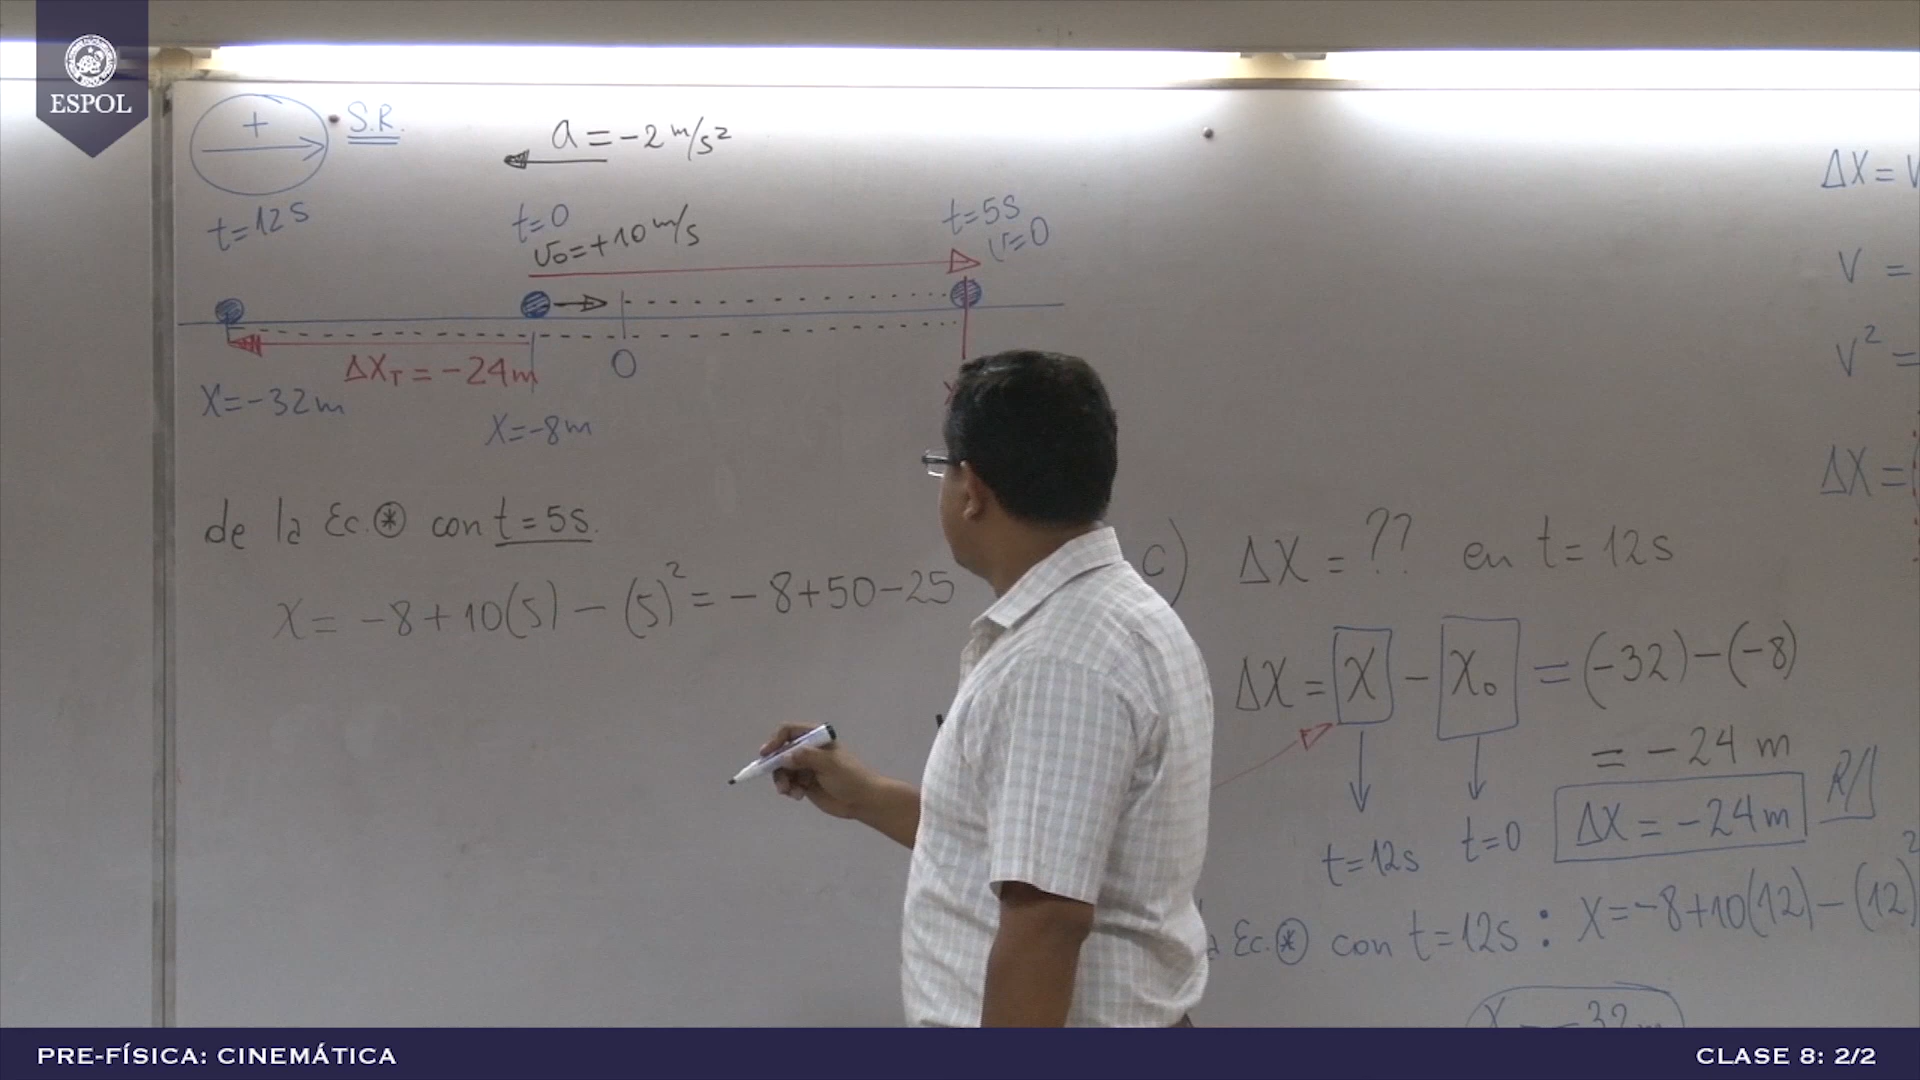 ESPOL
+
S.R.
a = -2 m/s²
t=12s
t=0
v₀=+10 m/s
t=5s
v=0
ΔX_T = -24m
0
X=-32m
X=-8m
de la Ec.⊛ con t=5s.
X= -8+10(5) - (5)² = -8+50-25
C) ΔX = ?? en t= 12s
ΔX = X - X₀ = (-32)-(-8)
= -24 m
ΔX = -24m R//
t=12s
t=0
Ec.⊛ con t=12s : X=-8+10(12)-(12)²
ΔX =
V =
V² =
ΔX =
PRE-FÍSICA: CINEMÁTICA
CLASE 8: 2/2